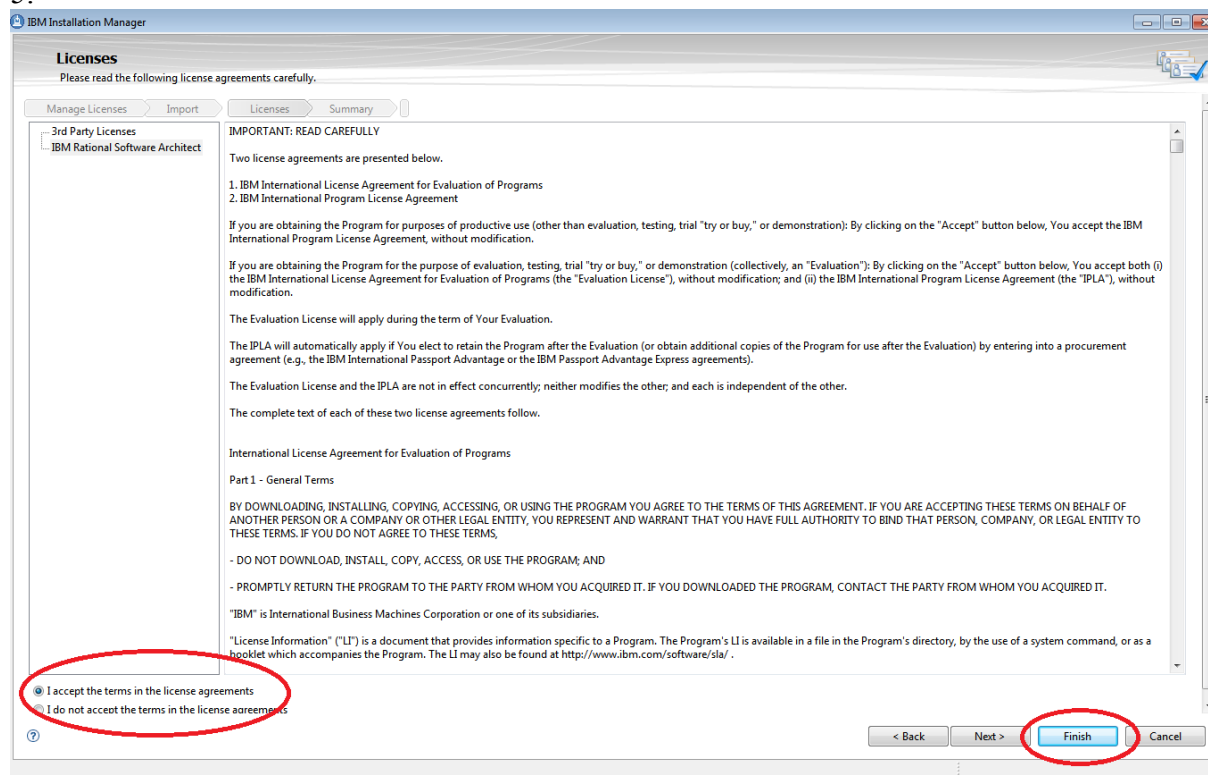 IBM Installation Manager
Licenses
Please read the following license agreements carefully.
Manage Licenses
Import
Licenses
Summary
3rd Party Licenses
IBM Rational Software Architect
IMPORTANT: READ CAREFULLY
Two license agreements are presented below.
1. IBM International License Agreement for Evaluation of Programs
2. IBM International Program License Agreement
If you are obtaining the Program for purposes of productive use (other than evaluation, testing, trial "try or buy," or demonstration): By clicking on the "Accept" button below, You accept the IBM
International Program License Agreement, without modification.
If you are obtaining the Program for the purpose of evaluation, testing, trial "try or buy," or demonstration (collectively, an "Evaluation"): By clicking on the "Accept" button below, You accept both (i)
the IBM International License Agreement for Evaluation of Programs (the "Evaluation License"), without modification; and (ii) the IBM International Program License Agreement (the "IPLA"), without
modification.
The Evaluation License will apply during the term of Your Evaluation.
The IPLA will automatically apply if You elect to retain the Program after the Evaluation (or obtain additional copies of the Program for use after the Evaluation) by entering into a procurement
agreement (e.g., the IBM International Passport Advantage or the IBM Passport Advantage Express agreements).
The Evaluation License and the IPLA are not in effect concurrently; neither modifies the other; and each is independent of the other.
The complete text of each of these two license agreements follow.
International License Agreement for Evaluation of Programs
Part 1 - General Terms
BY DOWNLOADING, INSTALLING, COPYING, ACCESSING, OR USING THE PROGRAM YOU AGREE TO THE TERMS OF THIS AGREEMENT. IF YOU ARE ACCEPTING THESE TERMS ON BEHALF OF
ANOTHER PERSON OR A COMPANY OR OTHER LEGAL ENTITY, YOU REPRESENT AND WARRANT THAT YOU HAVE FULL AUTHORITY TO BIND THAT PERSON, COMPANY, OR LEGAL ENTITY TO
THESE TERMS. IF YOU DO NOT AGREE TO THESE TERMS,
- DO NOT DOWNLOAD, INSTALL, COPY, ACCESS, OR USE THE PROGRAM; AND
- PROMPTLY RETURN THE PROGRAM TO THE PARTY FROM WHOM YOU ACQUIRED IT. IF YOU DOWNLOADED THE PROGRAM, CONTACT THE PARTY FROM WHOM YOU ACQUIRED IT.
"IBM" is International Business Machines Corporation or one of its subsidiaries.
"License Information" ("LI") is a document that provides information specific to a Program. The Program's LI is available in a file in the Program's directory, by the use of a system command, or as a
booklet which accompanies the Program. The LI may also be found at http://www.ibm.com/software/sla/ .
I accept the terms in the license agreements
I do not accept the terms in the license agreements
< Back
Next >
Finish
Cancel